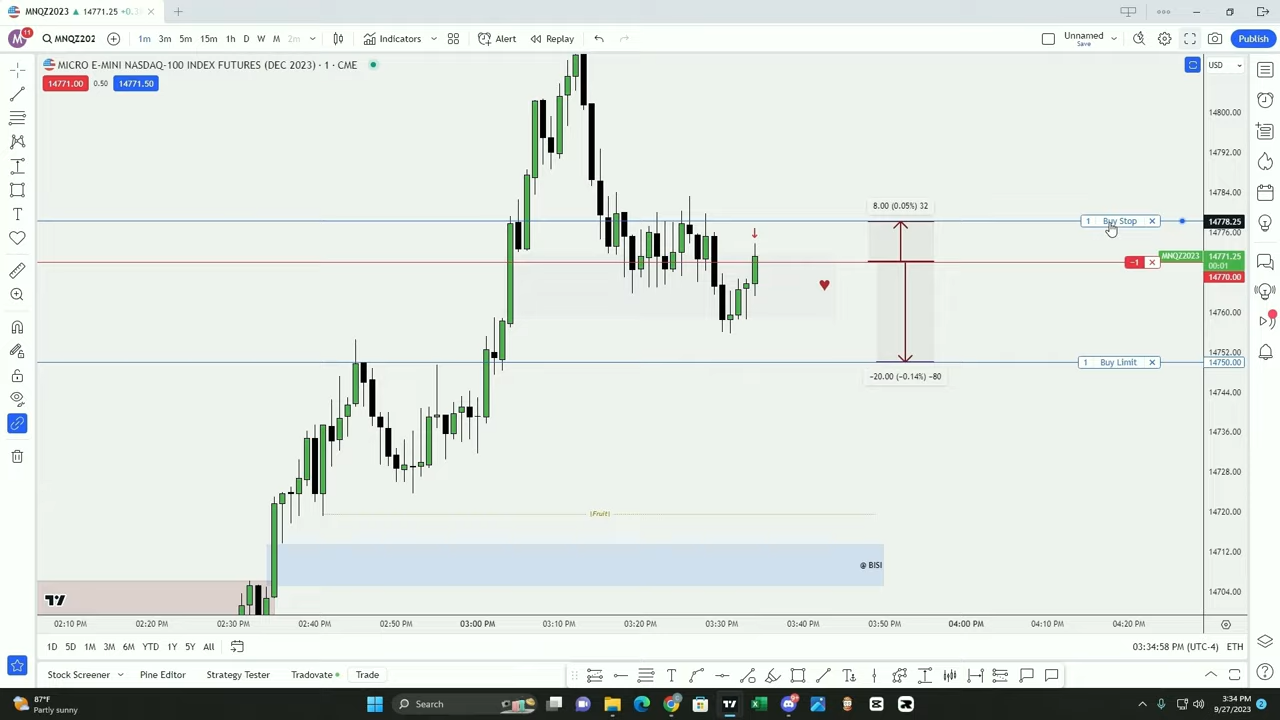 MNQZ2023 ▲ 14771.25 +0.3
M 11 MNQZ202 1m 3m 5m 15m 1h D W M 2m Indicators Alert Replay Unnamed Save Publish
MICRO E-MINI NASDAQ-100 INDEX FUTURES (DEC 2023) · 1 · CME
USD
14771.00 0.50 14771.50
14800.00
14792.00
14784.00
8.00 (0.05%) 32
1 Buy Stop × 14778.25
14776.00
−1 × MNQZ2023 14771.25
00:01
14770.00
14760.00
14752.00
1 Buy Limit × 14750.00
−20.00 (−0.14%) −80
14744.00
14736.00
14728.00
14720.00
(Fruit)
14712.00
@ BISI
14704.00
02:10 PM 02:20 PM 02:30 PM 02:40 PM 02:50 PM 03:00 PM 03:10 PM 03:20 PM 03:30 PM 03:40 PM 03:50 PM 04:00 PM 04:10 PM 04:20 PM
1D 5D 1M 3M 6M YTD 1Y 5Y All 03:34:58 PM (UTC-4) ETH
Stock Screener Pine Editor Strategy Tester Tradovate Trade
87°F
Partly sunny
Search
3:34 PM
9/27/2023